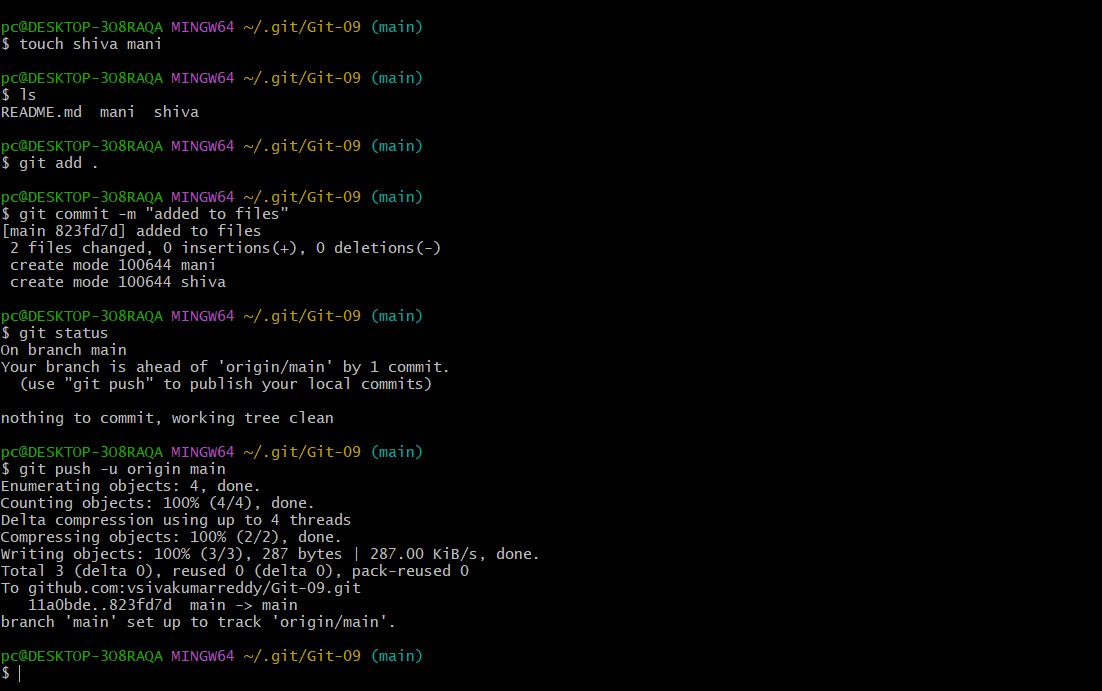 pc@DESKTOP-3O8RAQA MINGW64 ~/.git/Git-09 (main)
$ touch shiva mani
pc@DESKTOP-3O8RAQA MINGW64 ~/.git/Git-09 (main)
$ ls
README.md  mani  shiva
pc@DESKTOP-3O8RAQA MINGW64 ~/.git/Git-09 (main)
$ git add .
pc@DESKTOP-3O8RAQA MINGW64 ~/.git/Git-09 (main)
$ git commit -m "added to files"
[main 823fd7d] added to files
 2 files changed, 0 insertions(+), 0 deletions(-)
 create mode 100644 mani
 create mode 100644 shiva
pc@DESKTOP-3O8RAQA MINGW64 ~/.git/Git-09 (main)
$ git status
On branch main
Your branch is ahead of 'origin/main' by 1 commit.
  (use "git push" to publish your local commits)
nothing to commit, working tree clean
pc@DESKTOP-3O8RAQA MINGW64 ~/.git/Git-09 (main)
$ git push -u origin main
Enumerating objects: 4, done.
Counting objects: 100% (4/4), done.
Delta compression using up to 4 threads
Compressing objects: 100% (2/2), done.
Writing objects: 100% (3/3), 287 bytes | 287.00 KiB/s, done.
Total 3 (delta 0), reused 0 (delta 0), pack-reused 0
To github.com:vsivakumarreddy/Git-09.git
   11a0bde..823fd7d  main -> main
branch 'main' set up to track 'origin/main'.
pc@DESKTOP-3O8RAQA MINGW64 ~/.git/Git-09 (main)
$